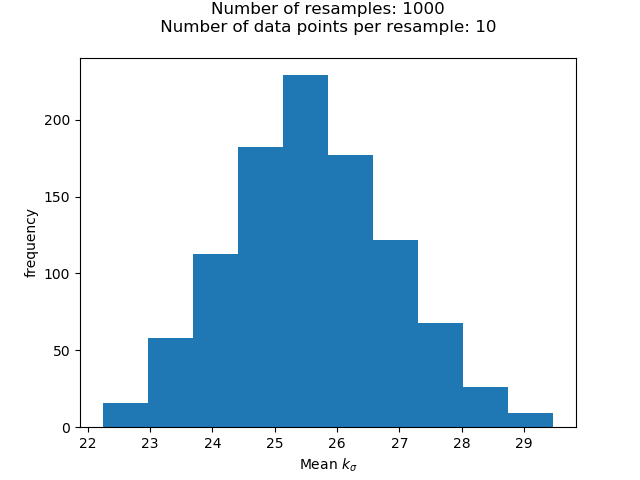 Number of resamples: 1000
Number of data points per resample: 10
200
150
100
50
0
frequency
22 23 24 25 26 27 28 29
Mean $k_\sigma$